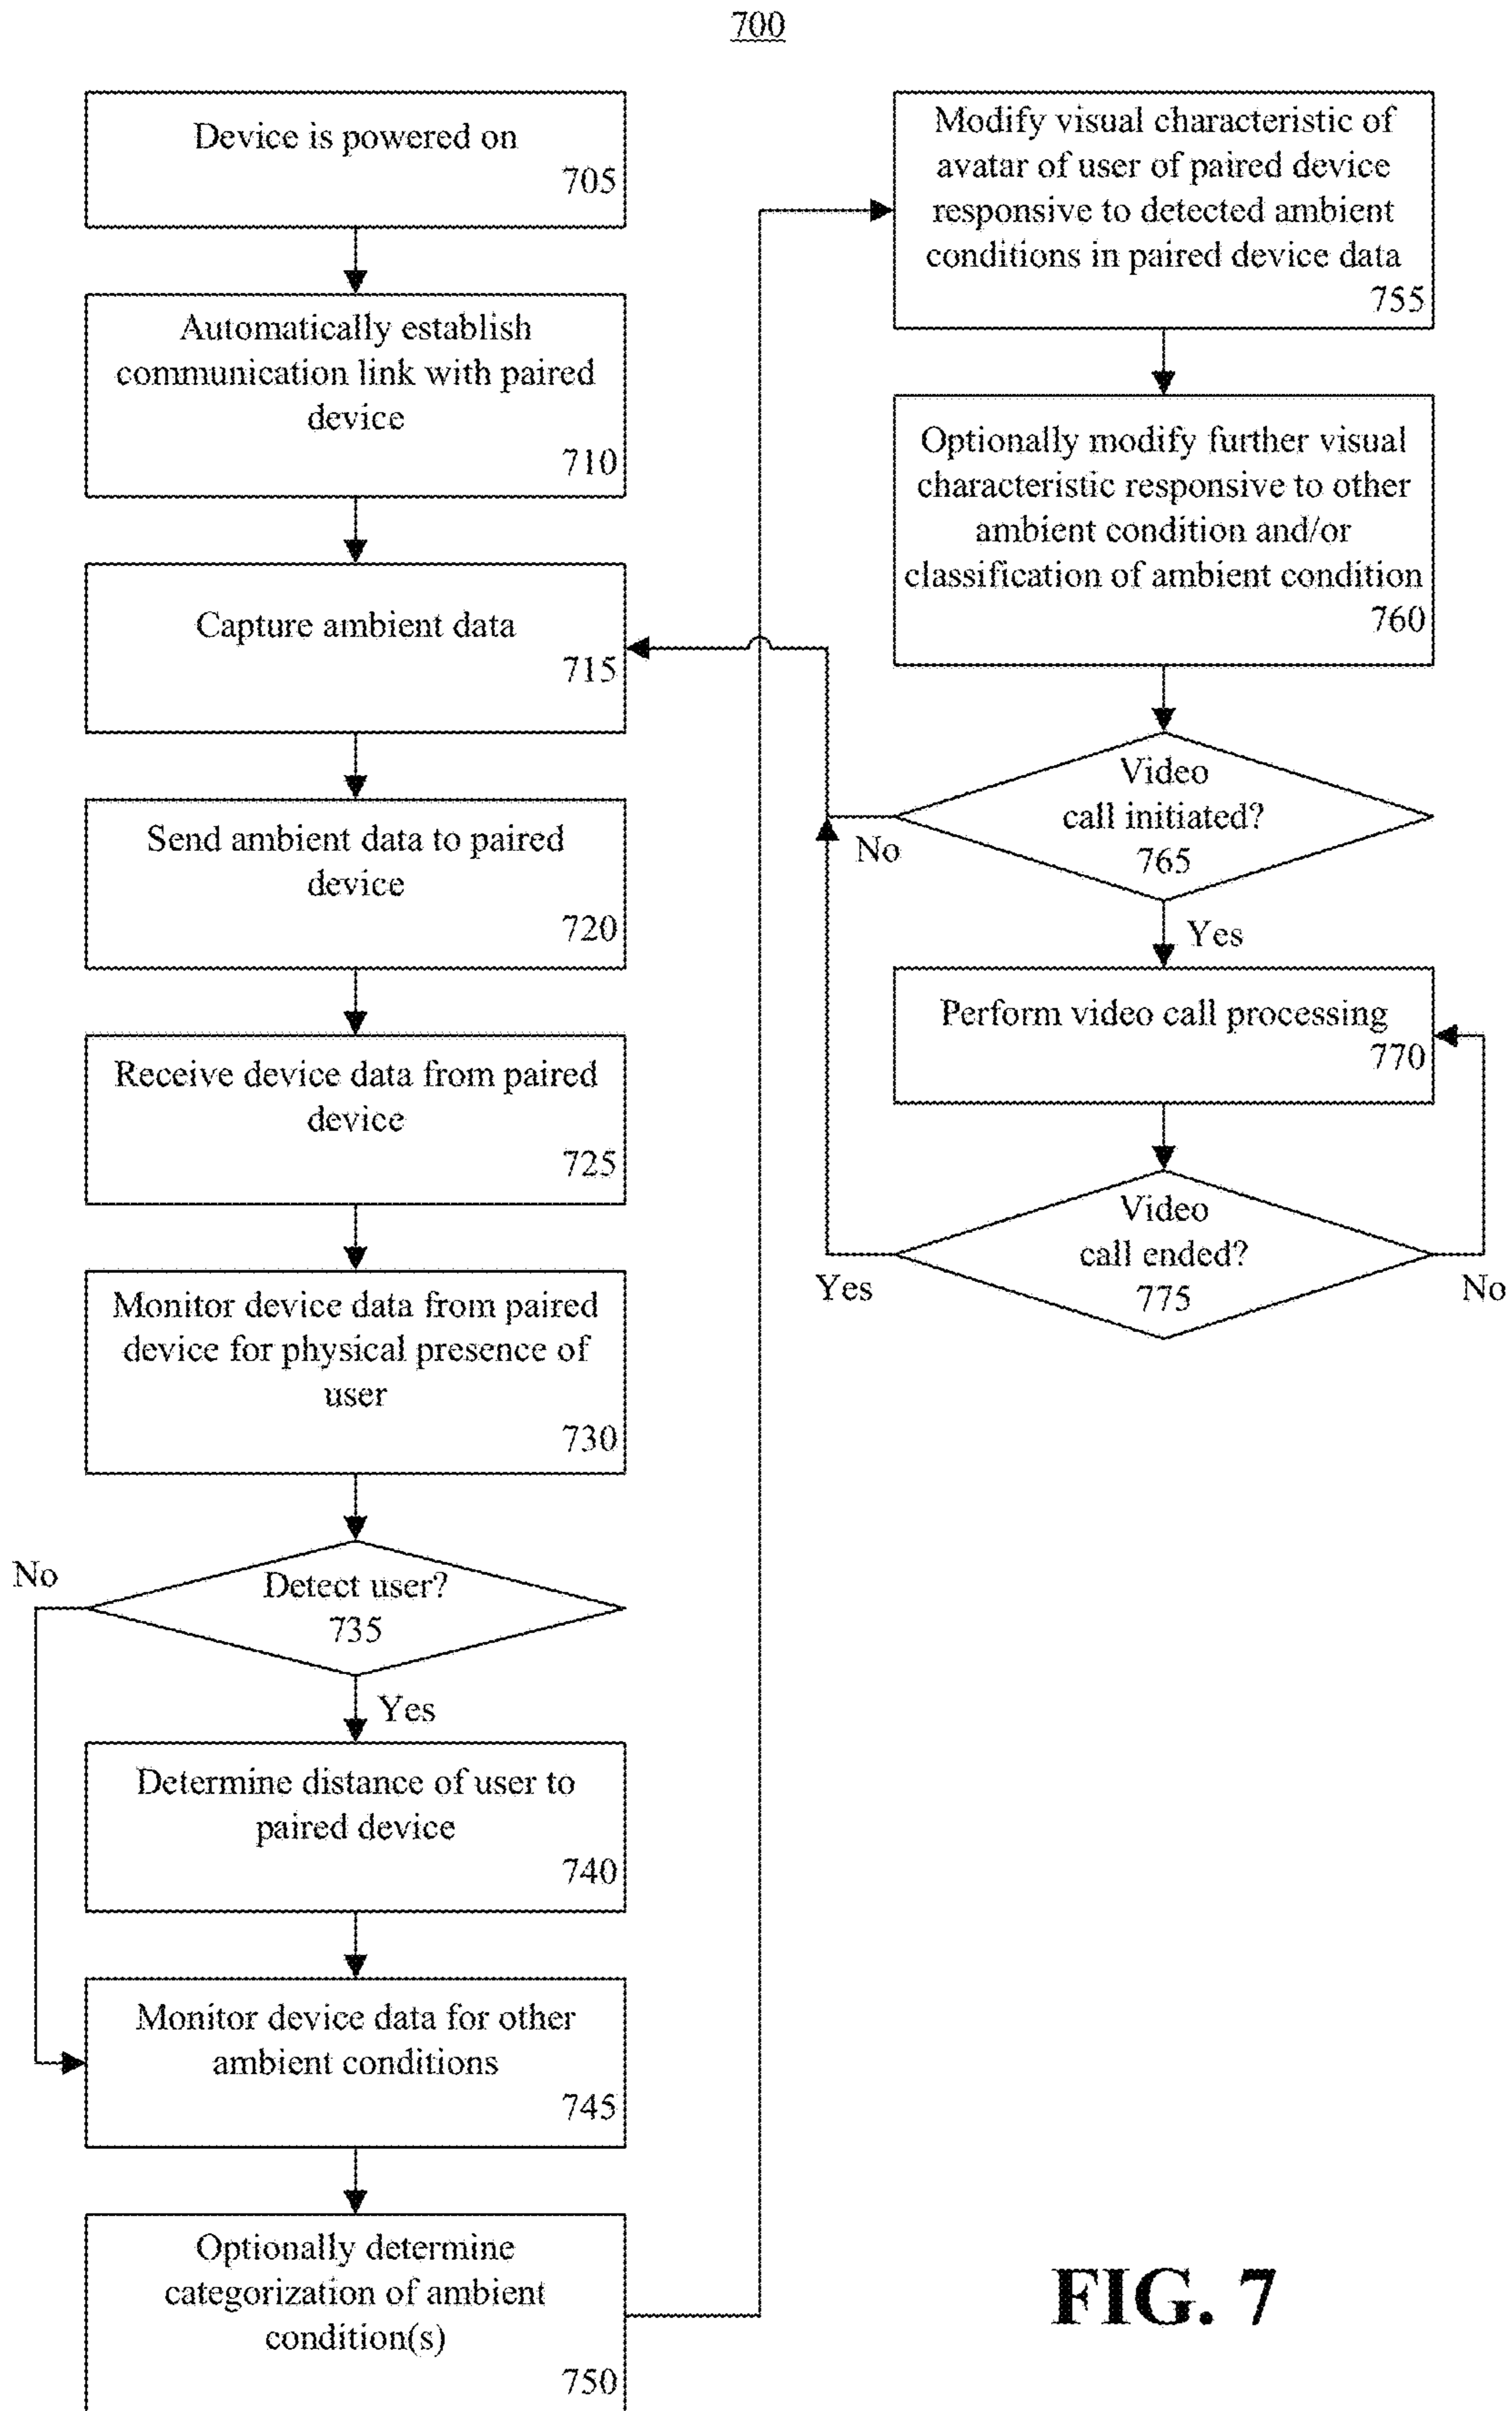 700
Device is powered on
705
Automatically establish
communication link with paired
device
710
Capture ambient data
715
Send ambient data to paired
device
720
Receive device data from paired
device
725
Monitor device data from paired
device for physical presence of
user
730
No
Detect user?
735
Yes
Determine distance of user to
paired device
740
Monitor device data for other
ambient conditions
745
Optionally determine
categorization of ambient
condition(s)
750
Modify visual characteristic of
avatar of user of paired device
responsive to detected ambient
conditions in paired device data
755
Optionally modify further visual
characteristic responsive to other
ambient condition and/or
classification of ambient condition
760
Video
call initiated?
765
No
Yes
Perform video call processing
770
Video
call ended?
775
Yes
No
FIG. 7